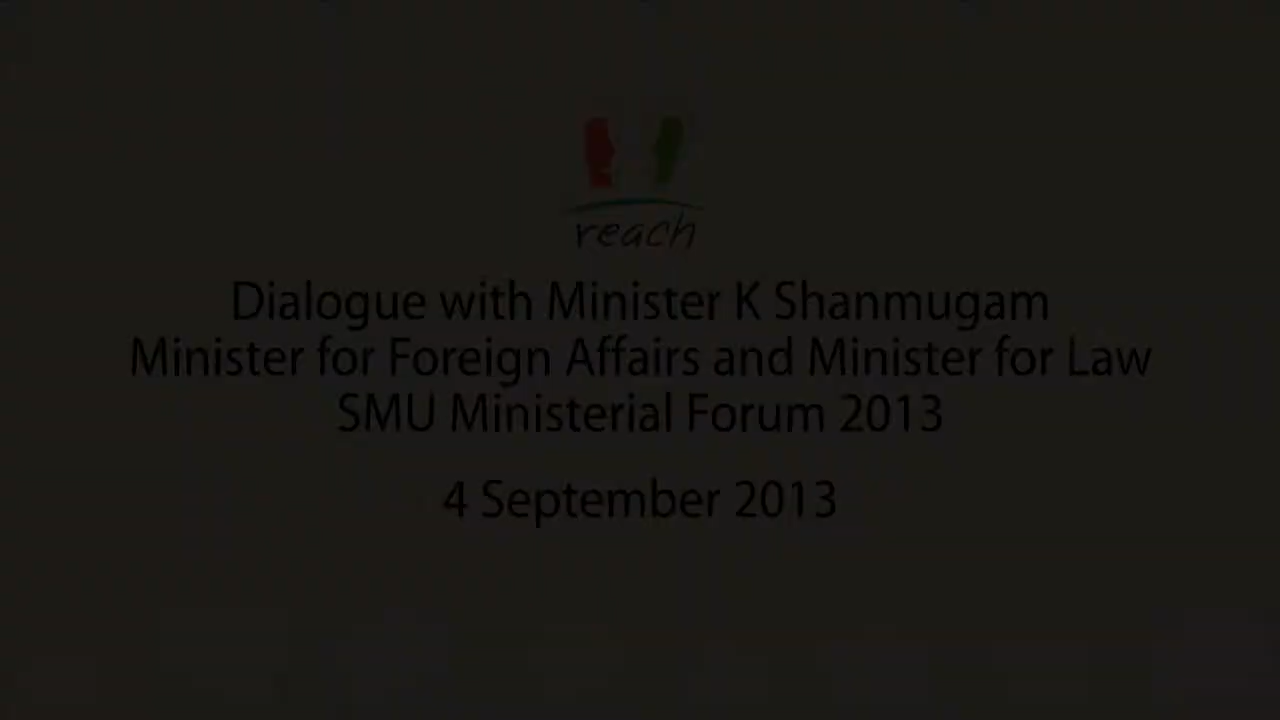 reach
Dialogue with Minister K Shanmugam
Minister for Foreign Affairs and Minister for Law
SMU Ministerial Forum 2013
4 September 2013